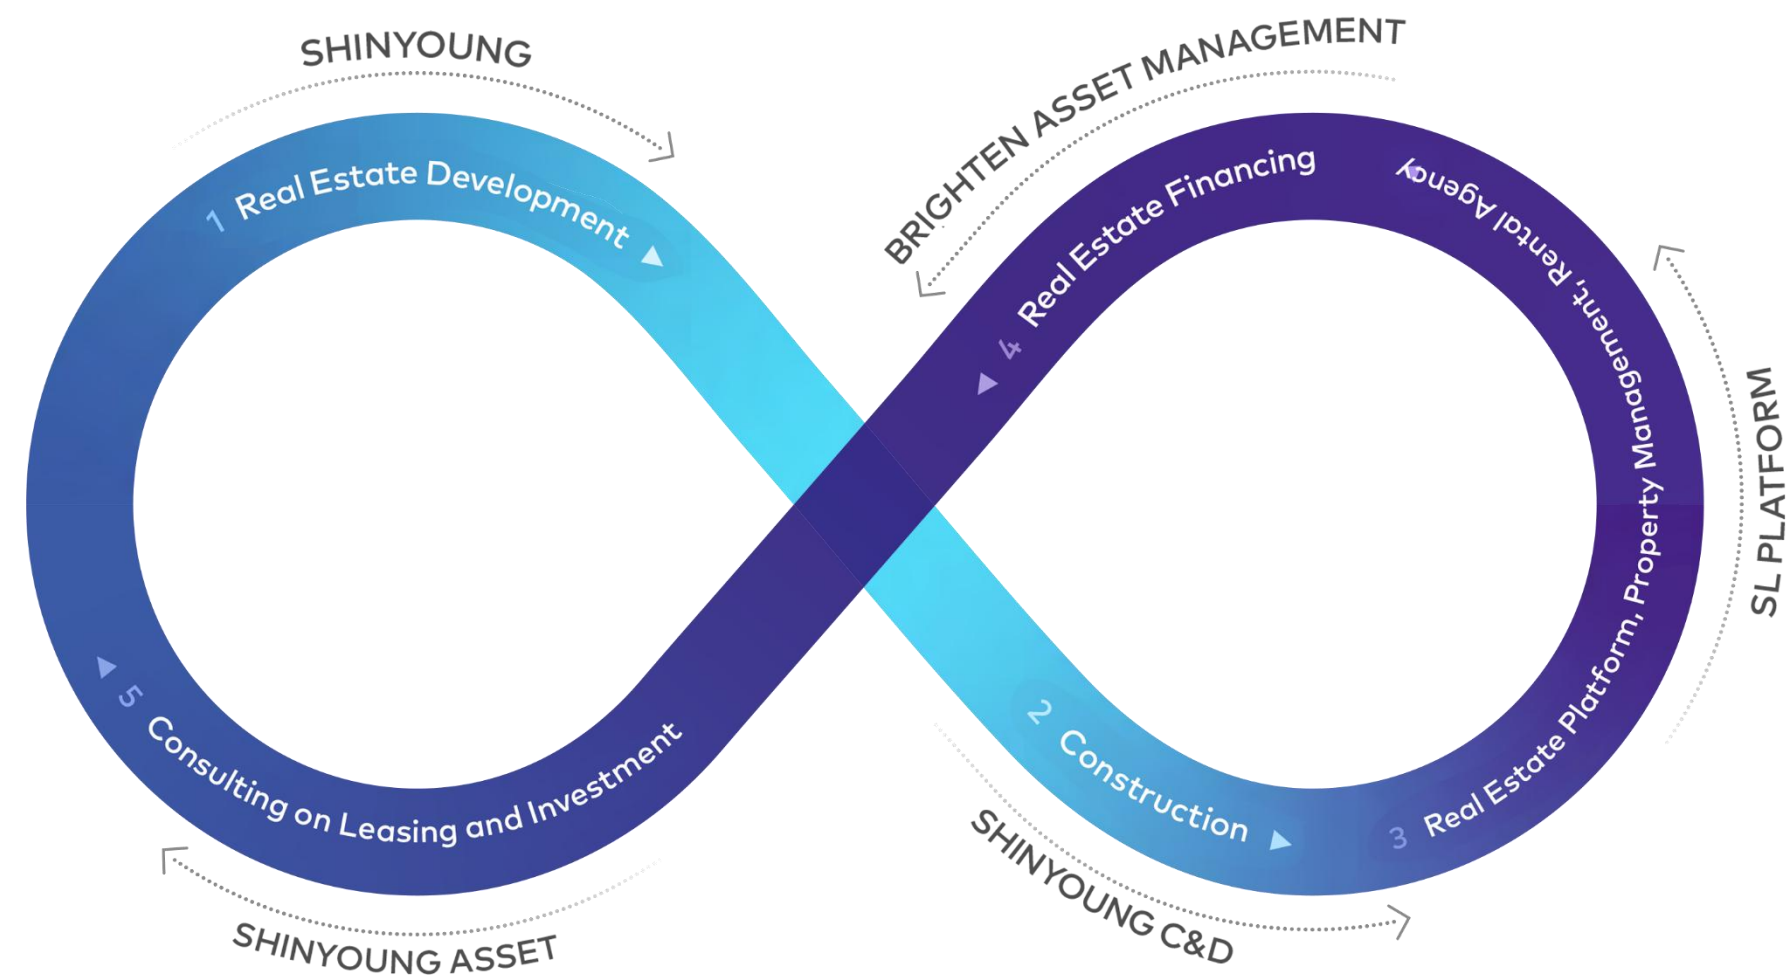 SHINYOUNG
1 Real Estate Development
SHINYOUNG C&D
2 Construction
SL PLATFORM
3 Real Estate Platform, Property Management, Rental Agency
BRIGHTEN ASSET MANAGEMENT
4 Real Estate Financing
SHINYOUNG ASSET
5 Consulting on Leasing and Investment